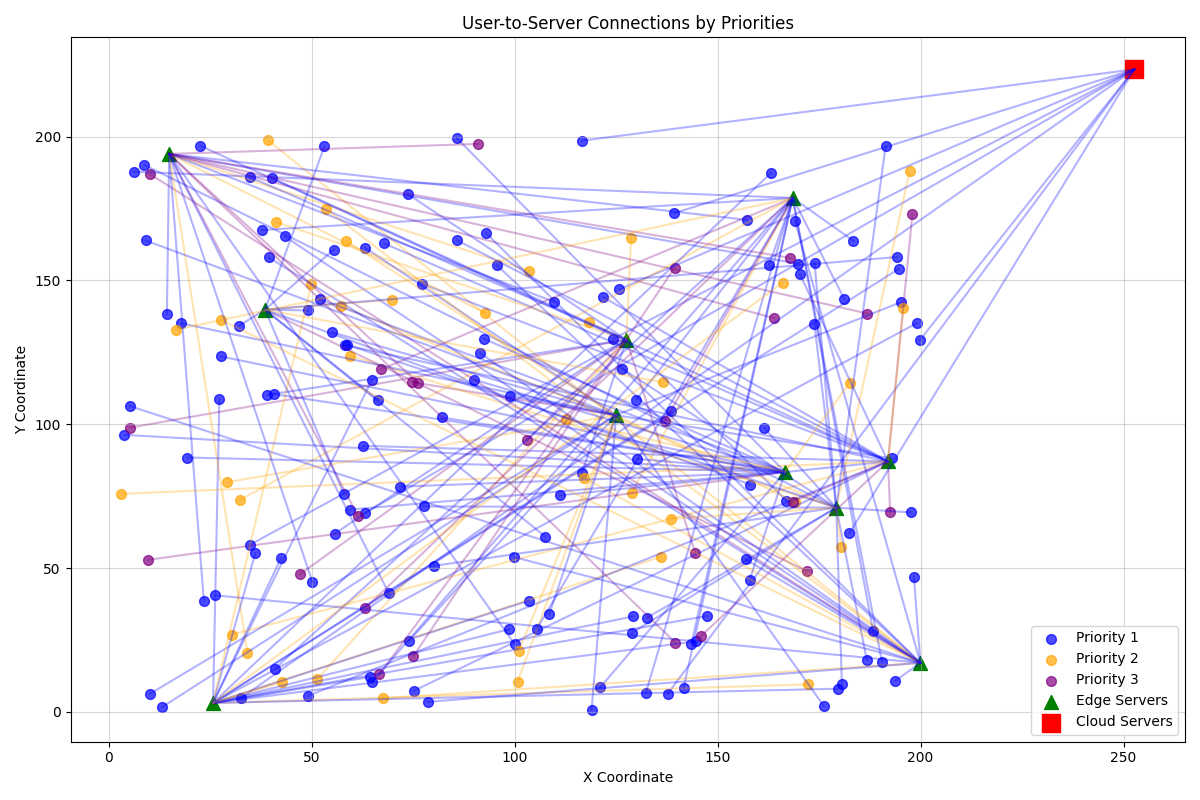 User-to-Server Connections by Priorities
Y Coordinate
200
150
100
50
0
0 50 100 150 200 250
X Coordinate
Priority 1
Priority 2
Priority 3
Edge Servers
Cloud Servers